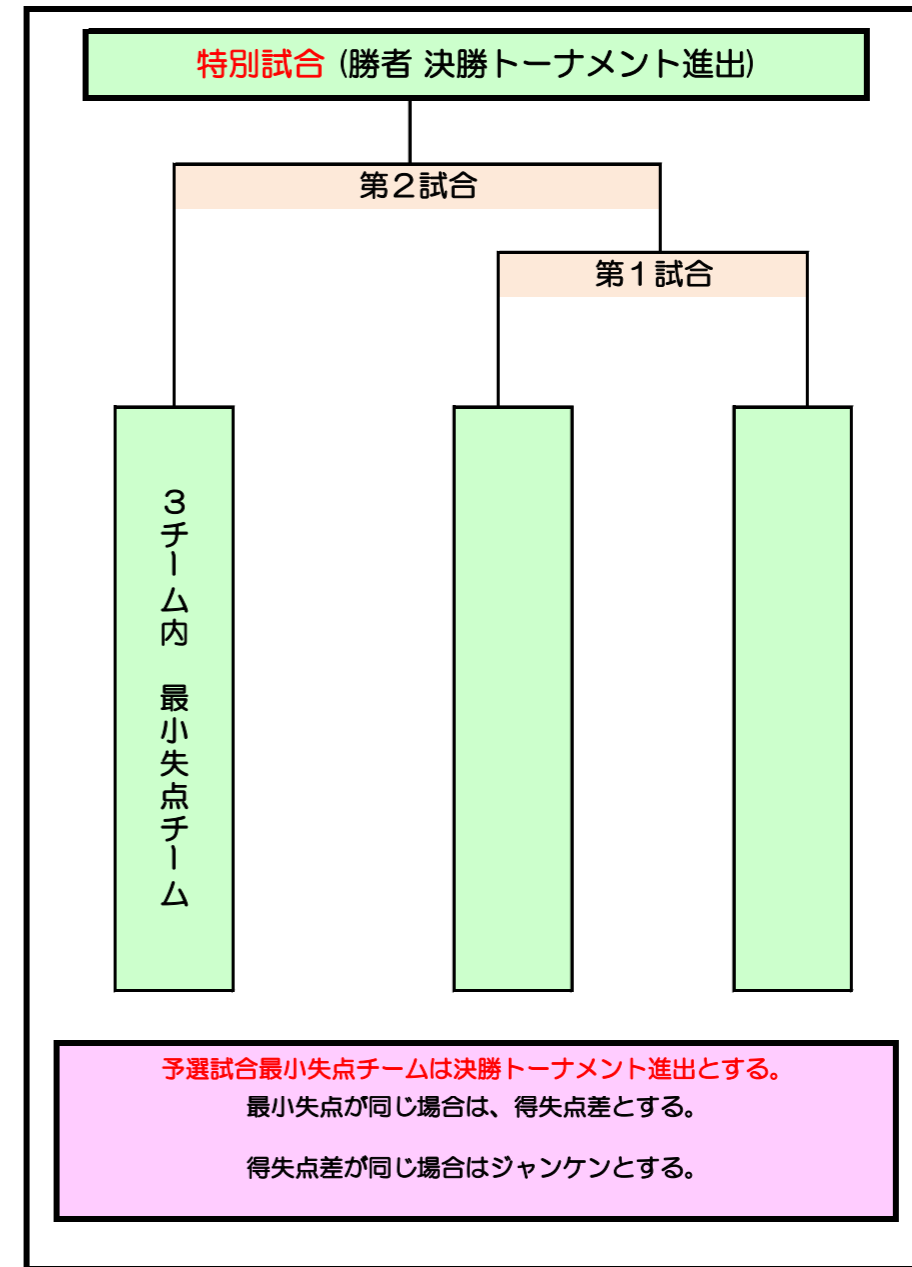 特別試合 (勝者 決勝トーナメント進出)
第２試合
第１試合
３チーム内　最小失点チーム
予選試合最小失点チームは決勝トーナメント進出とする。
最小失点が同じ場合は、得失点差とする。
得失点差が同じ場合はジャンケンとする。